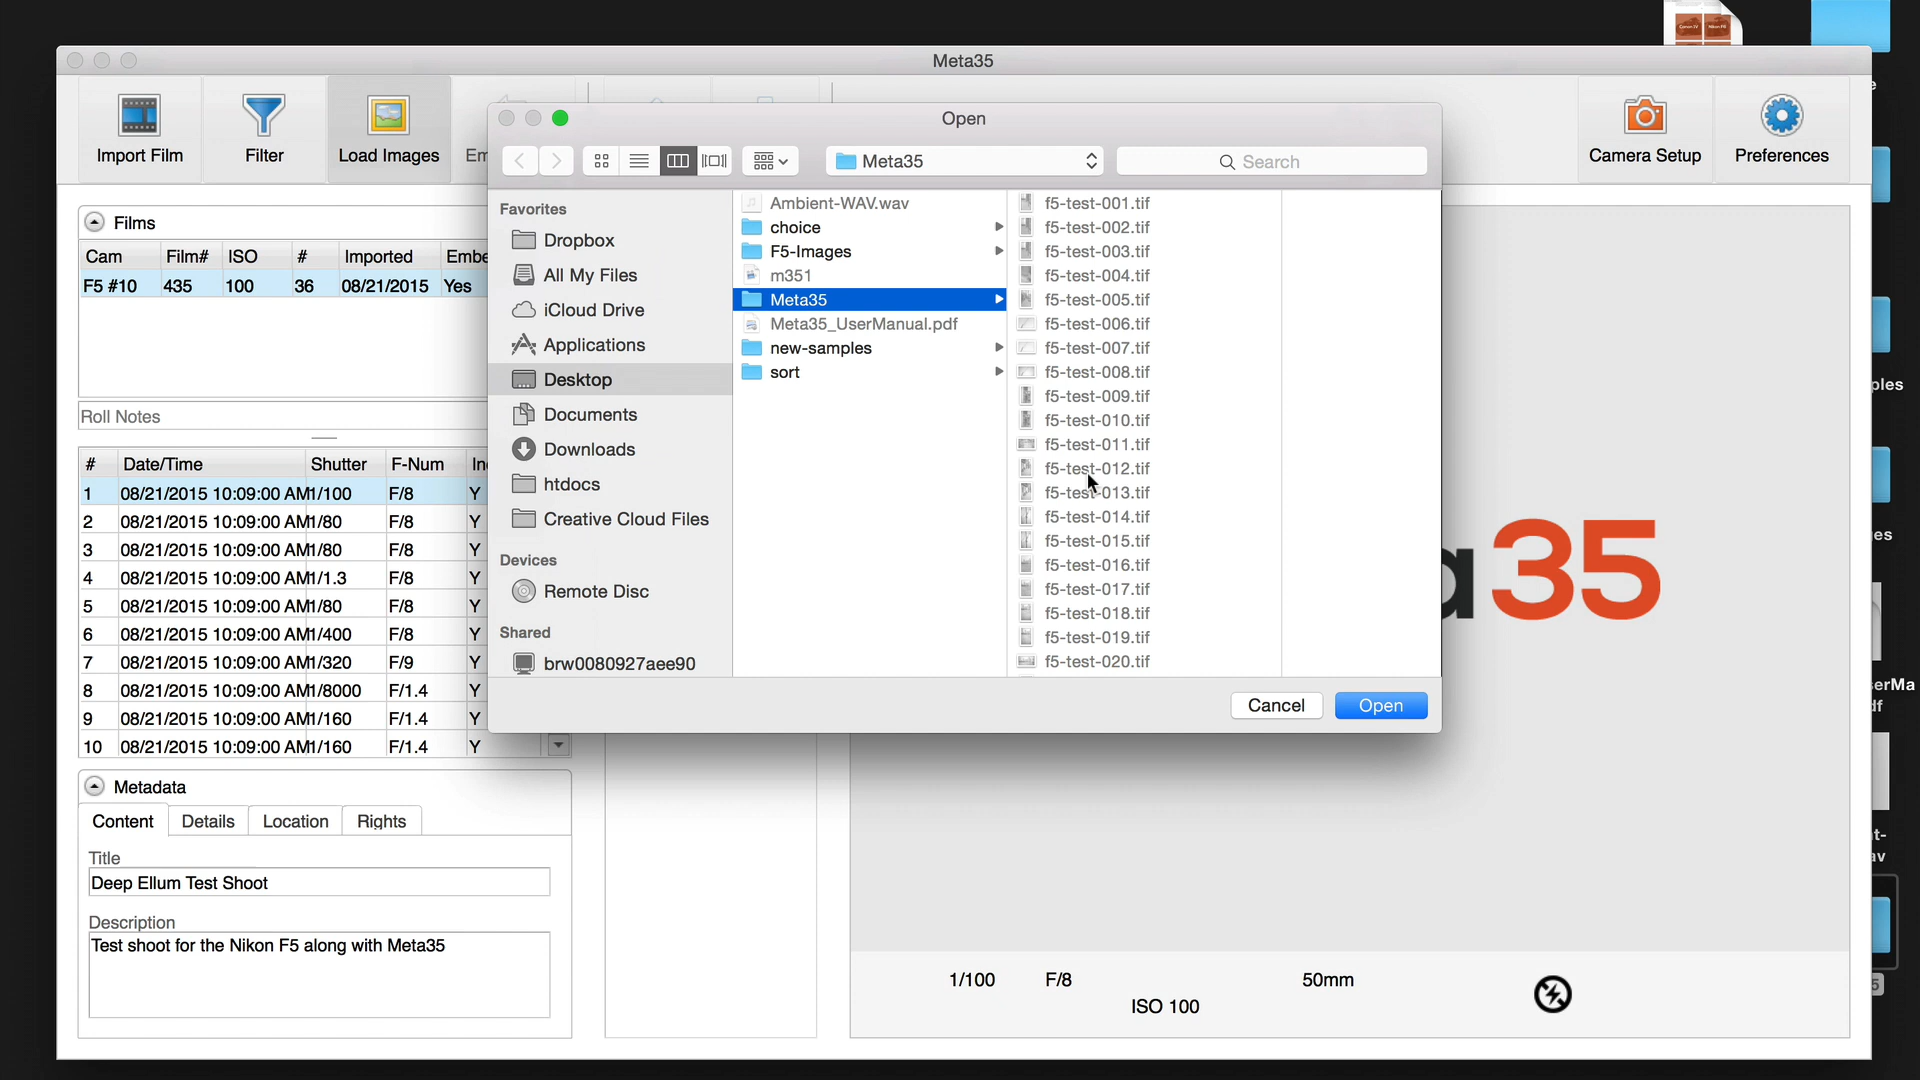 Meta35
Import Film
Filter
Load Images
Em
Camera Setup
Preferences
Open
Meta35
Search
Films
Cam Film# ISO # Imported Embe
F5 #10 435 100 36 08/21/2015 Yes
Roll Notes
# Date/Time Shutter F-Num
1 08/21/2015 10:09:00 AM 1/100 F/8 Y
2 08/21/2015 10:09:00 AM 1/80 F/8 Y
3 08/21/2015 10:09:00 AM 1/80 F/8 Y
4 08/21/2015 10:09:00 AM 1/1.3 F/8 Y
5 08/21/2015 10:09:00 AM 1/80 F/8 Y
6 08/21/2015 10:09:00 AM 1/400 F/8 Y
7 08/21/2015 10:09:00 AM 1/320 F/9 Y
8 08/21/2015 10:09:00 AM 1/8000 F/1.4 Y
9 08/21/2015 10:09:00 AM 1/160 F/1.4 Y
10 08/21/2015 10:09:00 AM 1/160 F/1.4 Y
Metadata
Content Details Location Rights
Title
Deep Ellum Test Shoot
Description
Test shoot for the Nikon F5 along with Meta35
Favorites
Dropbox
All My Files
iCloud Drive
Applications
Desktop
Documents
Downloads
htdocs
Creative Cloud Files
Devices
Remote Disc
Shared
brw0080927aee90
Ambient-WAV.wav
choice
F5-Images
m351
Meta35
Meta35_UserManual.pdf
new-samples
sort
f5-test-001.tif
f5-test-002.tif
f5-test-003.tif
f5-test-004.tif
f5-test-005.tif
f5-test-006.tif
f5-test-007.tif
f5-test-008.tif
f5-test-009.tif
f5-test-010.tif
f5-test-011.tif
f5-test-012.tif
f5-test-013.tif
f5-test-014.tif
f5-test-015.tif
f5-test-016.tif
f5-test-017.tif
f5-test-018.tif
f5-test-019.tif
f5-test-020.tif
Cancel
Open
a35
1/100 F/8 50mm
ISO 100
ples
es
erMa
df
t-
av
5